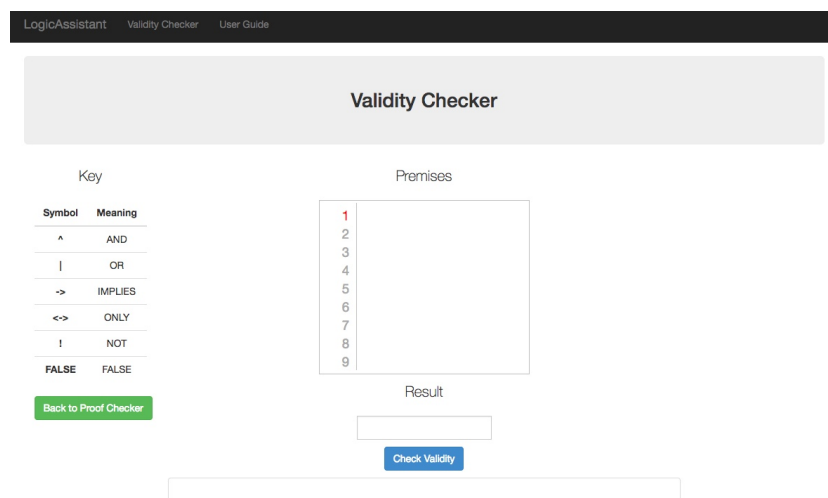 LogicAssistant Validity Checker User Guide
Validity Checker
Key
Symbol Meaning
^ AND
| OR
-> IMPLIES
<-> ONLY
! NOT
FALSE FALSE
Back to Proof Checker
Premises
1
2
3
4
5
6
7
8
9
Result
Check Validity